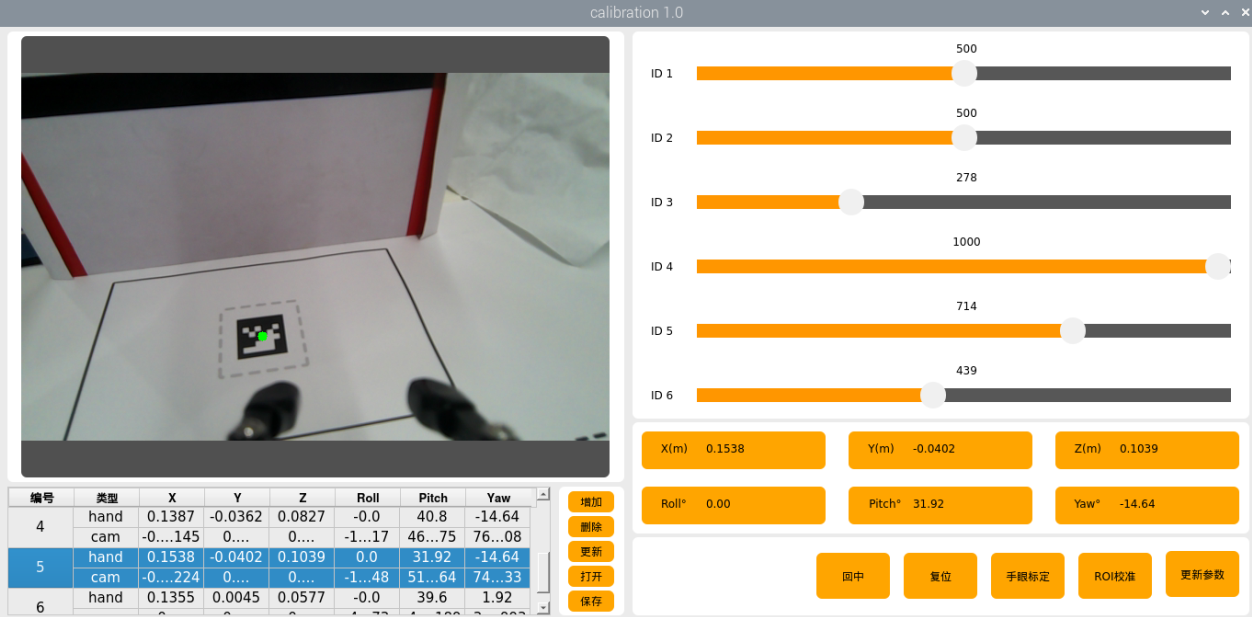 calibration 1.0
500
ID 1
500
ID 2
278
ID 3
1000
ID 4
714
ID 5
439
ID 6
X(m) 0.1538 Y(m) -0.0402 Z(m) 0.1039
Roll° 0.00 Pitch° 31.92 Yaw° -14.64
回中 复位 手眼标定 ROI校准 更新参数
编号 类型 X Y Z Roll Pitch Yaw
4 hand 0.1387 -0.0362 0.0827 -0.0 40.8 -14.64
cam -0....145 0.... 0.... -1...17 46...75 76...08
5 hand 0.1538 -0.0402 0.1039 0.0 31.92 -14.64
cam -0....224 0.... 0.... -1...48 51...64 74...33
6 hand 0.1355 0.0045 0.0577 -0.0 39.6 1.92
增加
删除
更新
打开
保存